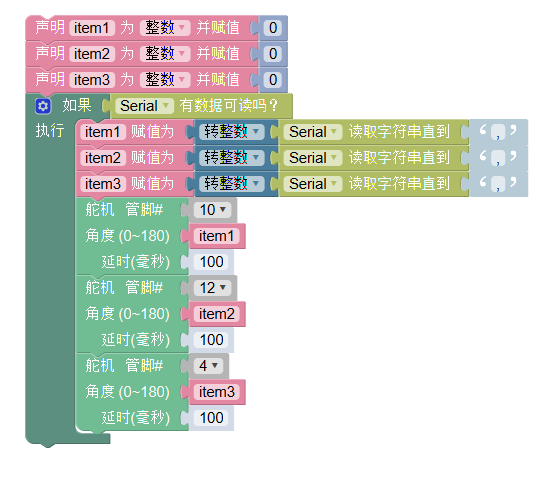 声明 item1 为 整数 并赋值 0
声明 item2 为 整数 并赋值 0
声明 item3 为 整数 并赋值 0
如果 Serial 有数据可读吗？
执行 item1 赋值为 转整数 Serial 读取字符串直到 “ , ”
item2 赋值为 转整数 Serial 读取字符串直到 “ , ”
item3 赋值为 转整数 Serial 读取字符串直到 “ , ”
舵机 管脚# 10
角度 (0~180) item1
延时(毫秒) 100
舵机 管脚# 12
角度 (0~180) item2
延时(毫秒) 100
舵机 管脚# 4
角度 (0~180) item3
延时(毫秒) 100